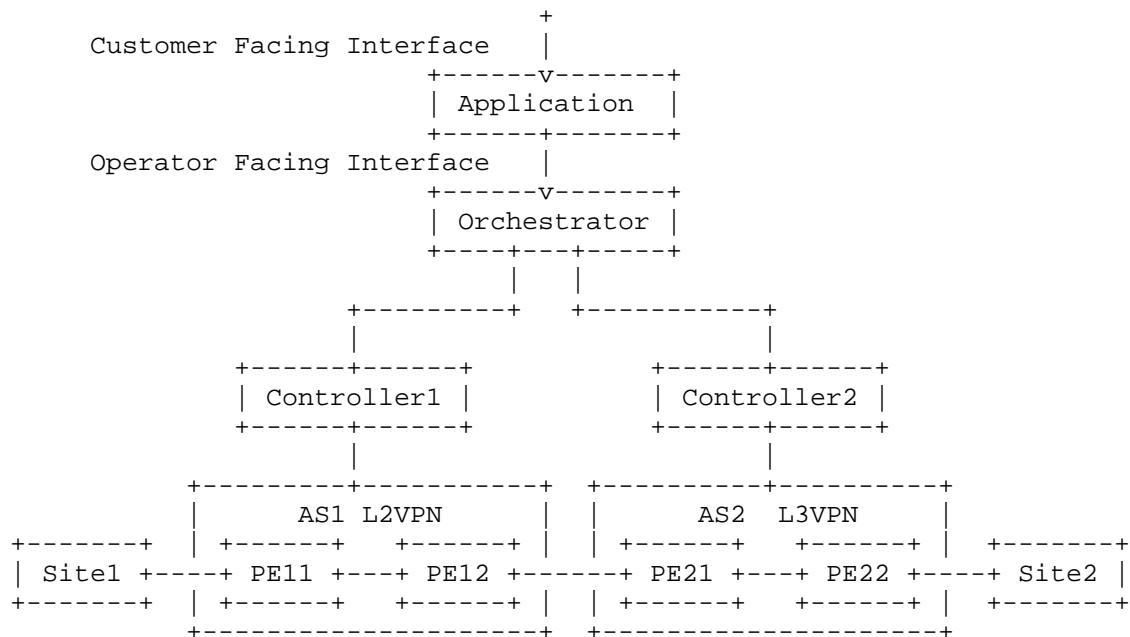 Customer Facing Interface
v
Application
Operator Facing Interface
v
Orchestrator
Controller1 Controller2
AS1 L2VPN AS2 L3VPN
Site1 PE11 PE12 PE21 PE22 Site2